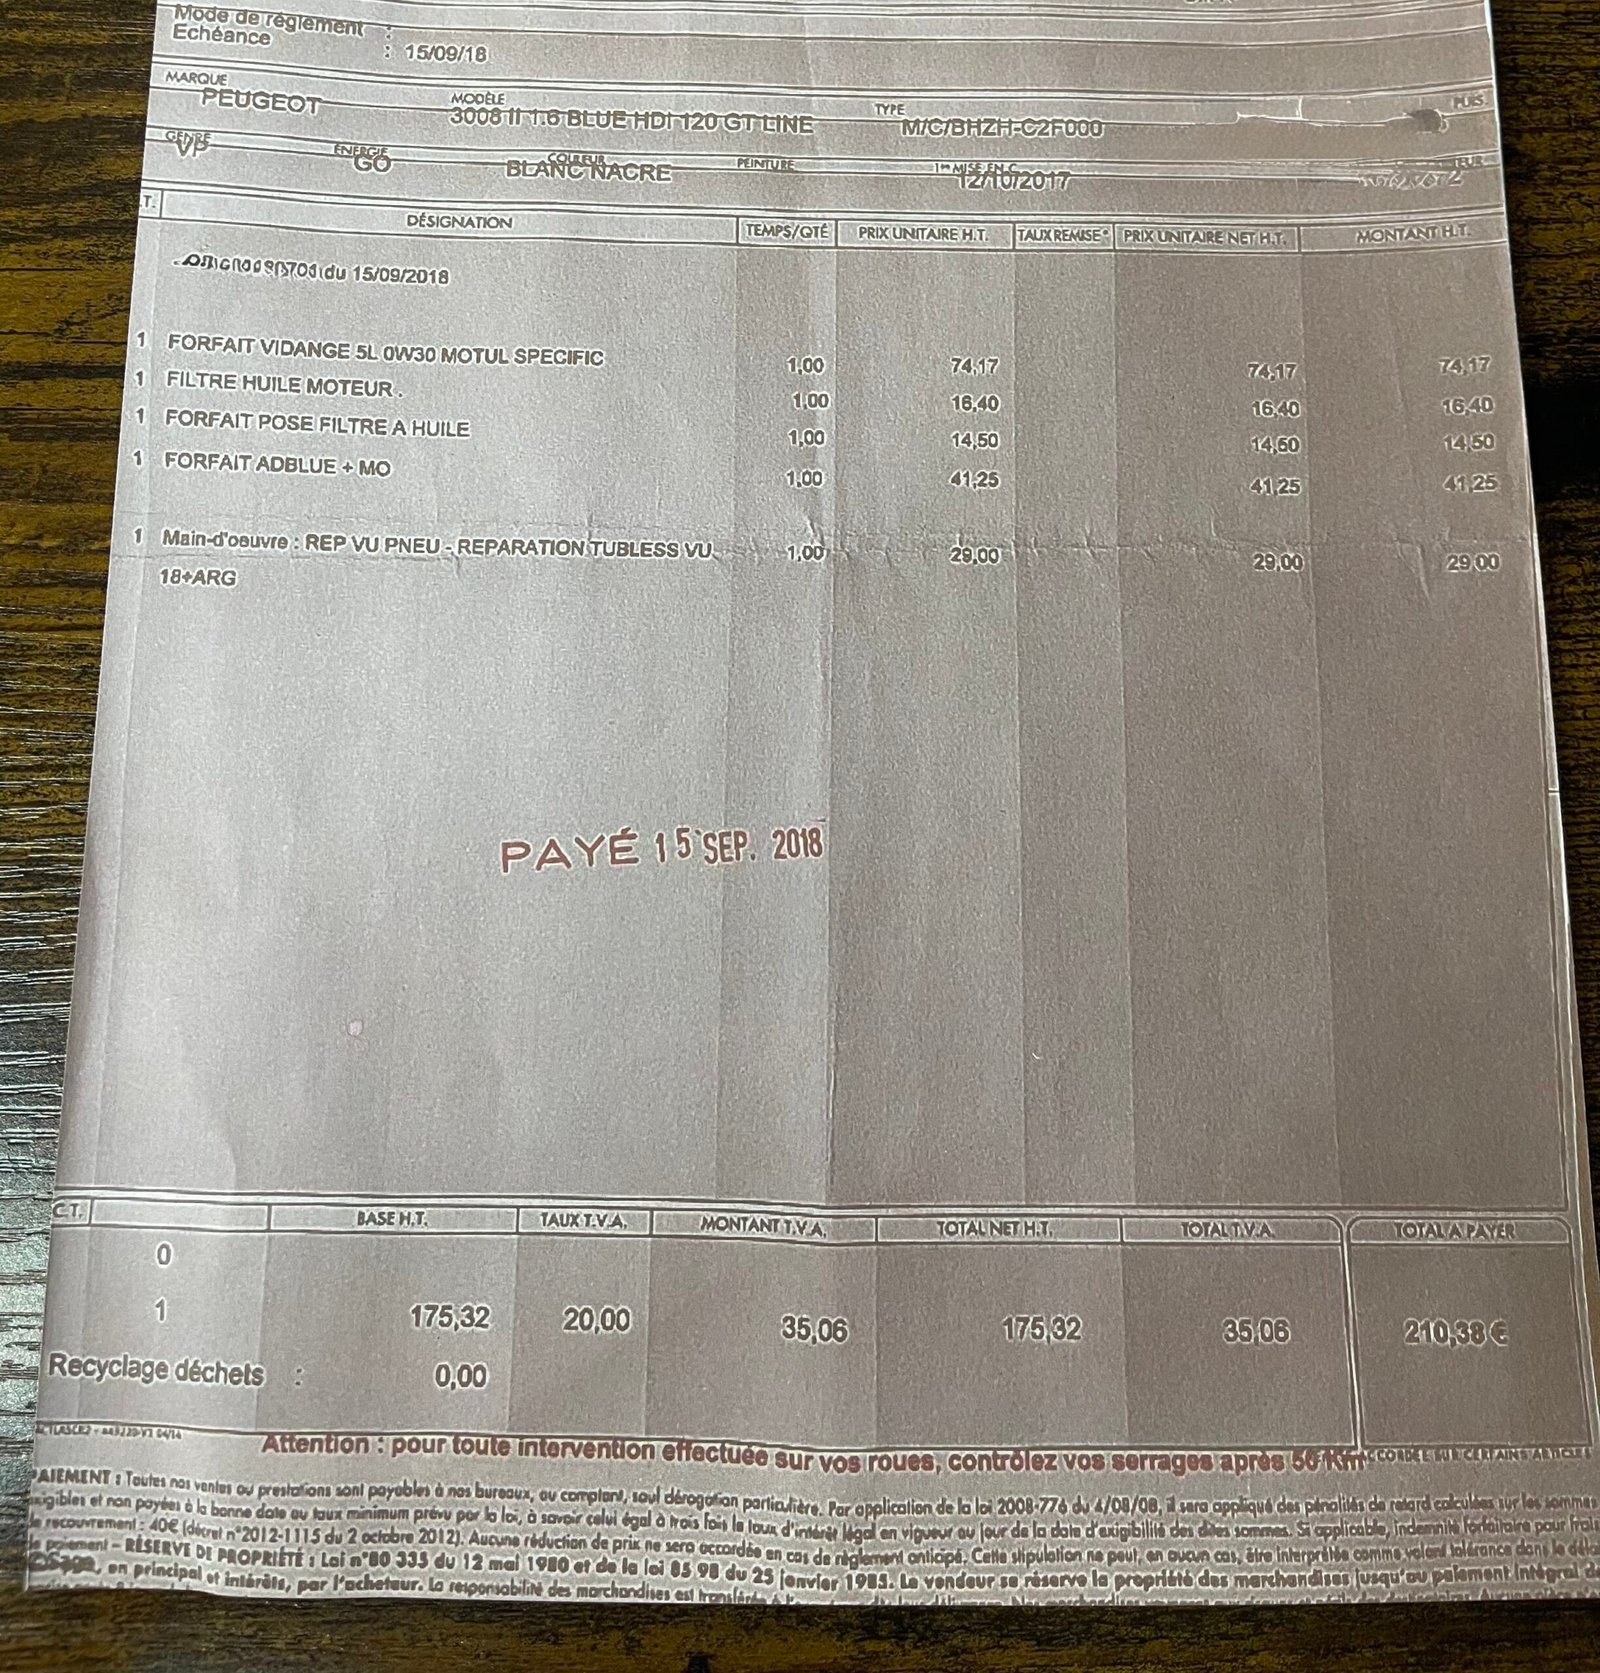 Mode de règlement :
Echéance : 15/09/18
MARQUE MODÈLE TYPE PUIS.
PEUGEOT 3008 II 1.6 BLUE HDI 120 GT LINE M/C/BHZH-C2F000
GENRE ÉNERGIE COULEUR PEINTURE 1re MISE EN C.
VP GO BLANC NACRE 12/10/2017
.T. DÉSIGNATION TEMPS/QTÉ PRIX UNITAIRE H.T. TAUX REMISE* PRIX UNITAIRE NET H.T. MONTANT H.T.
du 15/09/2018
1 FORFAIT VIDANGE 5L 0W30 MOTUL SPECIFIC 1,00 74,17 74,17 74,17
1 FILTRE HUILE MOTEUR . 1,00 16,40 16,40 16,40
1 FORFAIT POSE FILTRE A HUILE 1,00 14,50 14,50 14,50
1 FORFAIT ADBLUE + MO 1,00 41,25 41,25 41,25
1 Main-d'oeuvre : REP VU PNEU - REPARATION TUBLESS VU 1,00 29,00 29,00 29,00
18+ARG
PAYÉ 15 SEP. 2018
C.T. BASE H.T. TAUX T.V.A. MONTANT T.V.A. TOTAL NET H.T. TOTAL T.V.A. TOTAL A PAYER
0
1 175,32 20,00 35,06 175,32 35,06 210,38 €
Recyclage déchets : 0,00
Attention : pour toute intervention effectuée sur vos roues, contrôlez vos serrages après 50 Km SUR CERTAINS ARTICLES
PAIEMENT : Toutes nos ventes ou prestations sont payables à nos bureaux, au comptant, sauf dérogation particulière. Par application de la loi 2008-776 du 4/08/08, il sera appliqué des pénalités de retard calculées sur les sommes
exigibles et non payées à la bonne date au taux minimum prévu par la loi, à savoir celui égal à trois fois le taux d'intérêt légal en vigueur au jour de la date d'exigibilité des dites sommes. Si applicable, indemnité forfaitaire pour frais
de recouvrement : 40€ (décret n°2012-1115 du 2 octobre 2012). Aucune réduction de prix ne sera accordée en cas de règlement anticipé. Cette stipulation ne peut, en aucun cas, être interprétée comme valant tolérance dans le délai
de paiement - RÉSERVE DE PROPRIÉTÉ : Loi n°80 335 du 12 mai 1980 et de la loi 85 98 du 25 janvier 1985. Le vendeur se réserve la propriété des marchandises jusqu'au paiement intégral de
en principal et intérêts, par l'acheteur. La responsabilité des marchandises est